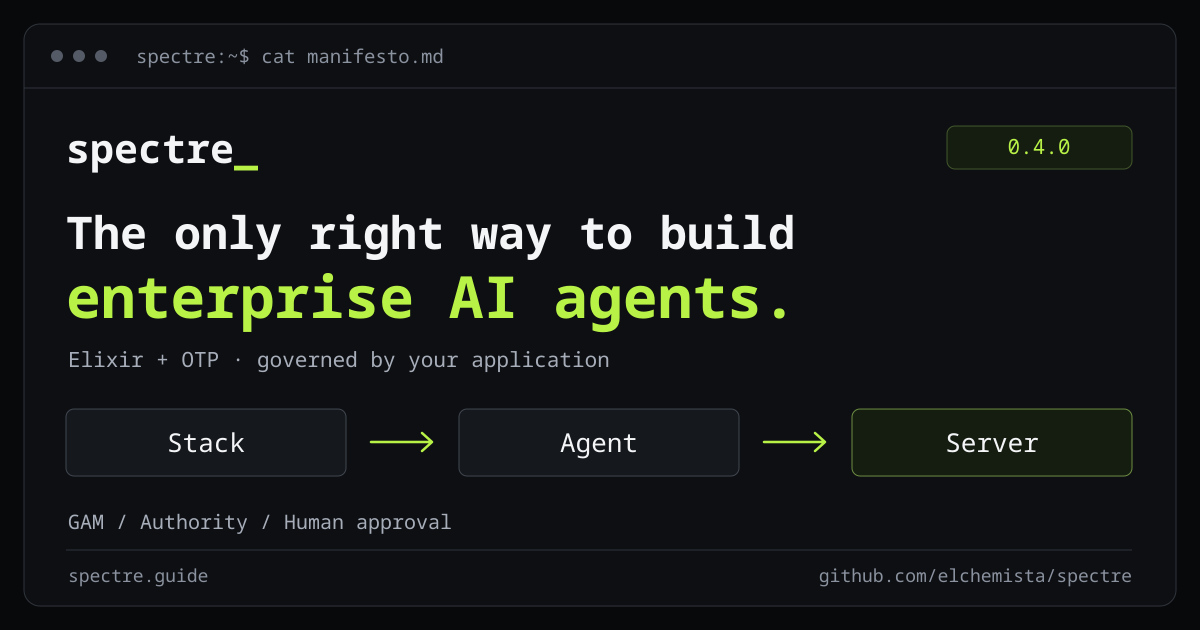 spectre:~$ cat manifesto.md
spectre_
0.4.0
The only right way to build
enterprise AI agents.
Elixir + OTP · governed by your application
Stack
Agent
Server
GAM / Authority / Human approval
spectre.guide
github.com/elchemista/spectre